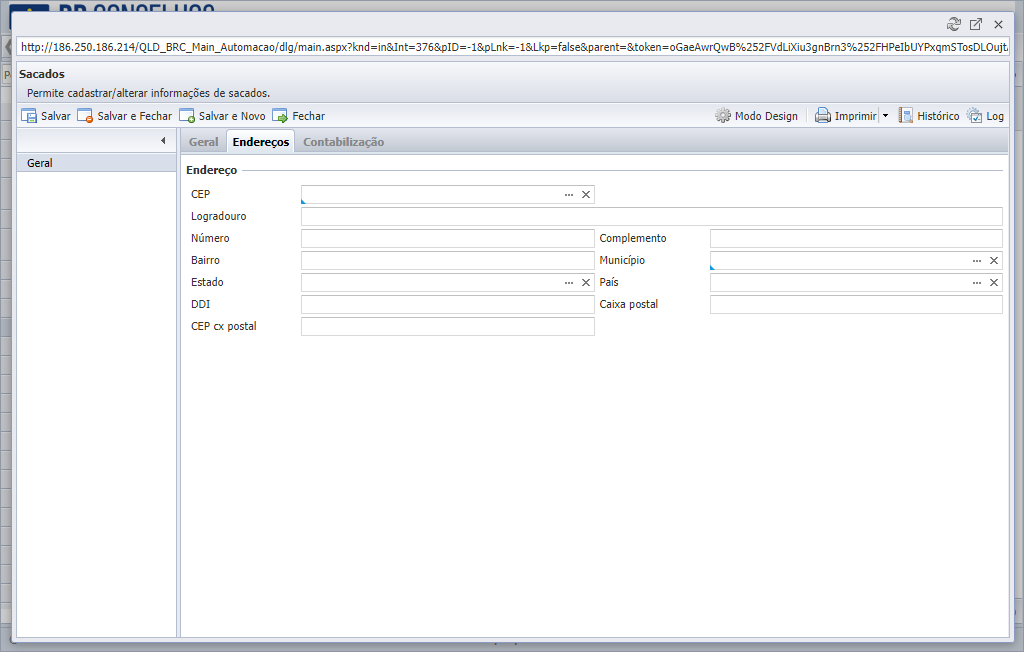 BR CONSELHOS
http://186.250.186.214/QLD_BRC_Main_Automacao/dlg/main.aspx?knd=in&Int=376&pID=-1&pLnk=-1&Lkp=false&parent=&token=oGaeAwrQwB%252FVdLiXiu3gnBrn3%252FHPeIbUYPxqmSTosDLOujt
Sacados
Permite cadastrar/alterar informações de sacados.
Salvar Salvar e Fechar Salvar e Novo Fechar Modo Design Imprimir Histórico Log
Geral Endereços Contabilização
Geral
Endereço
CEP
Logradouro
Número Complemento
Bairro Município
Estado País
DDI Caixa postal
CEP cx postal